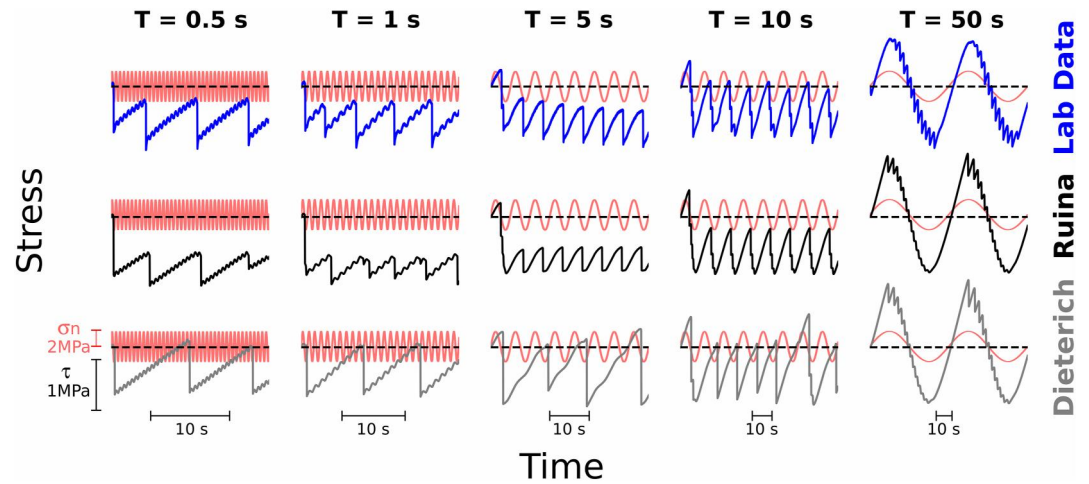 T = 0.5 s
T = 1 s
T = 5 s
T = 10 s
T = 50 s
Lab Data
Ruina
Dieterich
Stress
σn
2MPa
τ
1MPa
10 s
10 s
10 s
10 s
10 s
Time